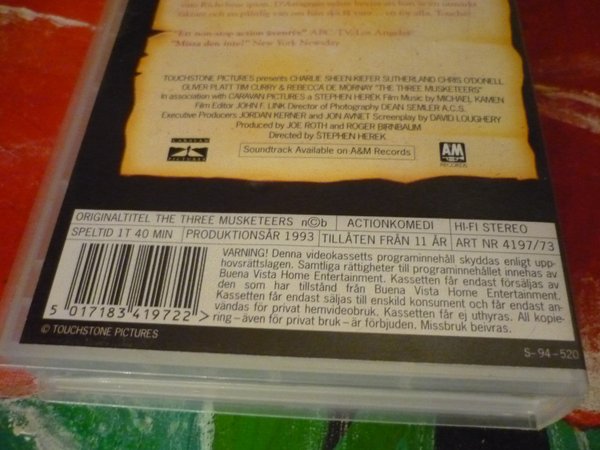 "En non-stop action äventyr" ABC-TV, Los Angeles
"Missa den inte!" New York Newsday
TOUCHSTONE PICTURES presents CHARLIE SHEEN KIEFER SUTHERLAND CHRIS O'DONELL
OLIVER PLATT TIM CURRY & REBECCA DE MORNAY "THE THREE MUSKETEERS"
In association with CARAVAN PICTURES a STEPHEN HEREK Film Music by MICHAEL KAMEN
Film Editor JOHN F. LINK Director of Photography DEAN SEMLER A.C.S.
Executive Producers JORDAN KERNER and JON AVNET Screenplay by DAVID LOUGHERY
Produced by JOE ROTH and ROGER BIRNBAUM
Directed by STEPHEN HEREK
CARAVAN
PICTURES
Soundtrack Available on A&M Records
A&M
RECORDS
ORIGINALTITEL THE THREE MUSKETEERS n©b ACTIONKOMEDI HI-FI STEREO
SPELTID 1T 40 MIN PRODUKTIONSÅR 1993 TILLÅTEN FRÅN 11 ÅR ART NR 4197/73
VARNING! Denna videokassetts programinnehåll skyddas enligt upp-
hovsrättslagen. Samtliga rättigheter till programinnehållet innehas av
Buena Vista Home Entertainment. Kassetten får endast försäljas av
den som har tillstånd från Buena Vista Home Entertainment.
Kassetten får endast säljas till enskild konsument och får endast an-
vändas för privat hemvideobruk. Kassetten får ej uthyras. All kopie-
ring – även för privat bruk – är förbjuden. Missbruk beivras.
5 017183 419722 >
© TOUCHSTONE PICTURES
S-94-520